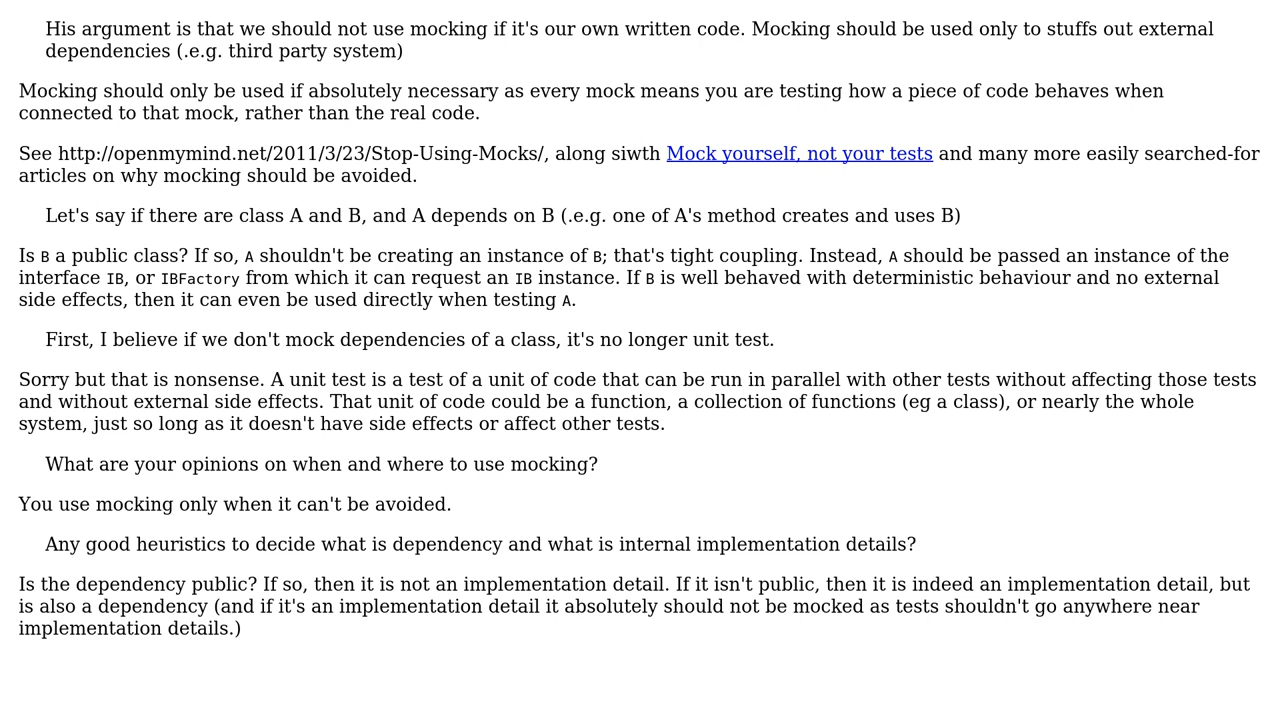 His argument is that we should not use mocking if it's our own written code. Mocking should be used only to stuffs out external
dependencies (.e.g. third party system)
Mocking should only be used if absolutely necessary as every mock means you are testing how a piece of code behaves when
connected to that mock, rather than the real code.
See http://openmymind.net/2011/3/23/Stop-Using-Mocks/, along siwth Mock yourself, not your tests and many more easily searched-for
articles on why mocking should be avoided.
Let's say if there are class A and B, and A depends on B (.e.g. one of A's method creates and uses B)
Is B a public class? If so, A shouldn't be creating an instance of B; that's tight coupling. Instead, A should be passed an instance of the
interface IB, or IBFactory from which it can request an IB instance. If B is well behaved with deterministic behaviour and no external
side effects, then it can even be used directly when testing A.
First, I believe if we don't mock dependencies of a class, it's no longer unit test.
Sorry but that is nonsense. A unit test is a test of a unit of code that can be run in parallel with other tests without affecting those tests
and without external side effects. That unit of code could be a function, a collection of functions (eg a class), or nearly the whole
system, just so long as it doesn't have side effects or affect other tests.
What are your opinions on when and where to use mocking?
You use mocking only when it can't be avoided.
Any good heuristics to decide what is dependency and what is internal implementation details?
Is the dependency public? If so, then it is not an implementation detail. If it isn't public, then it is indeed an implementation detail, but
is also a dependency (and if it's an implementation detail it absolutely should not be mocked as tests shouldn't go anywhere near
implementation details.)